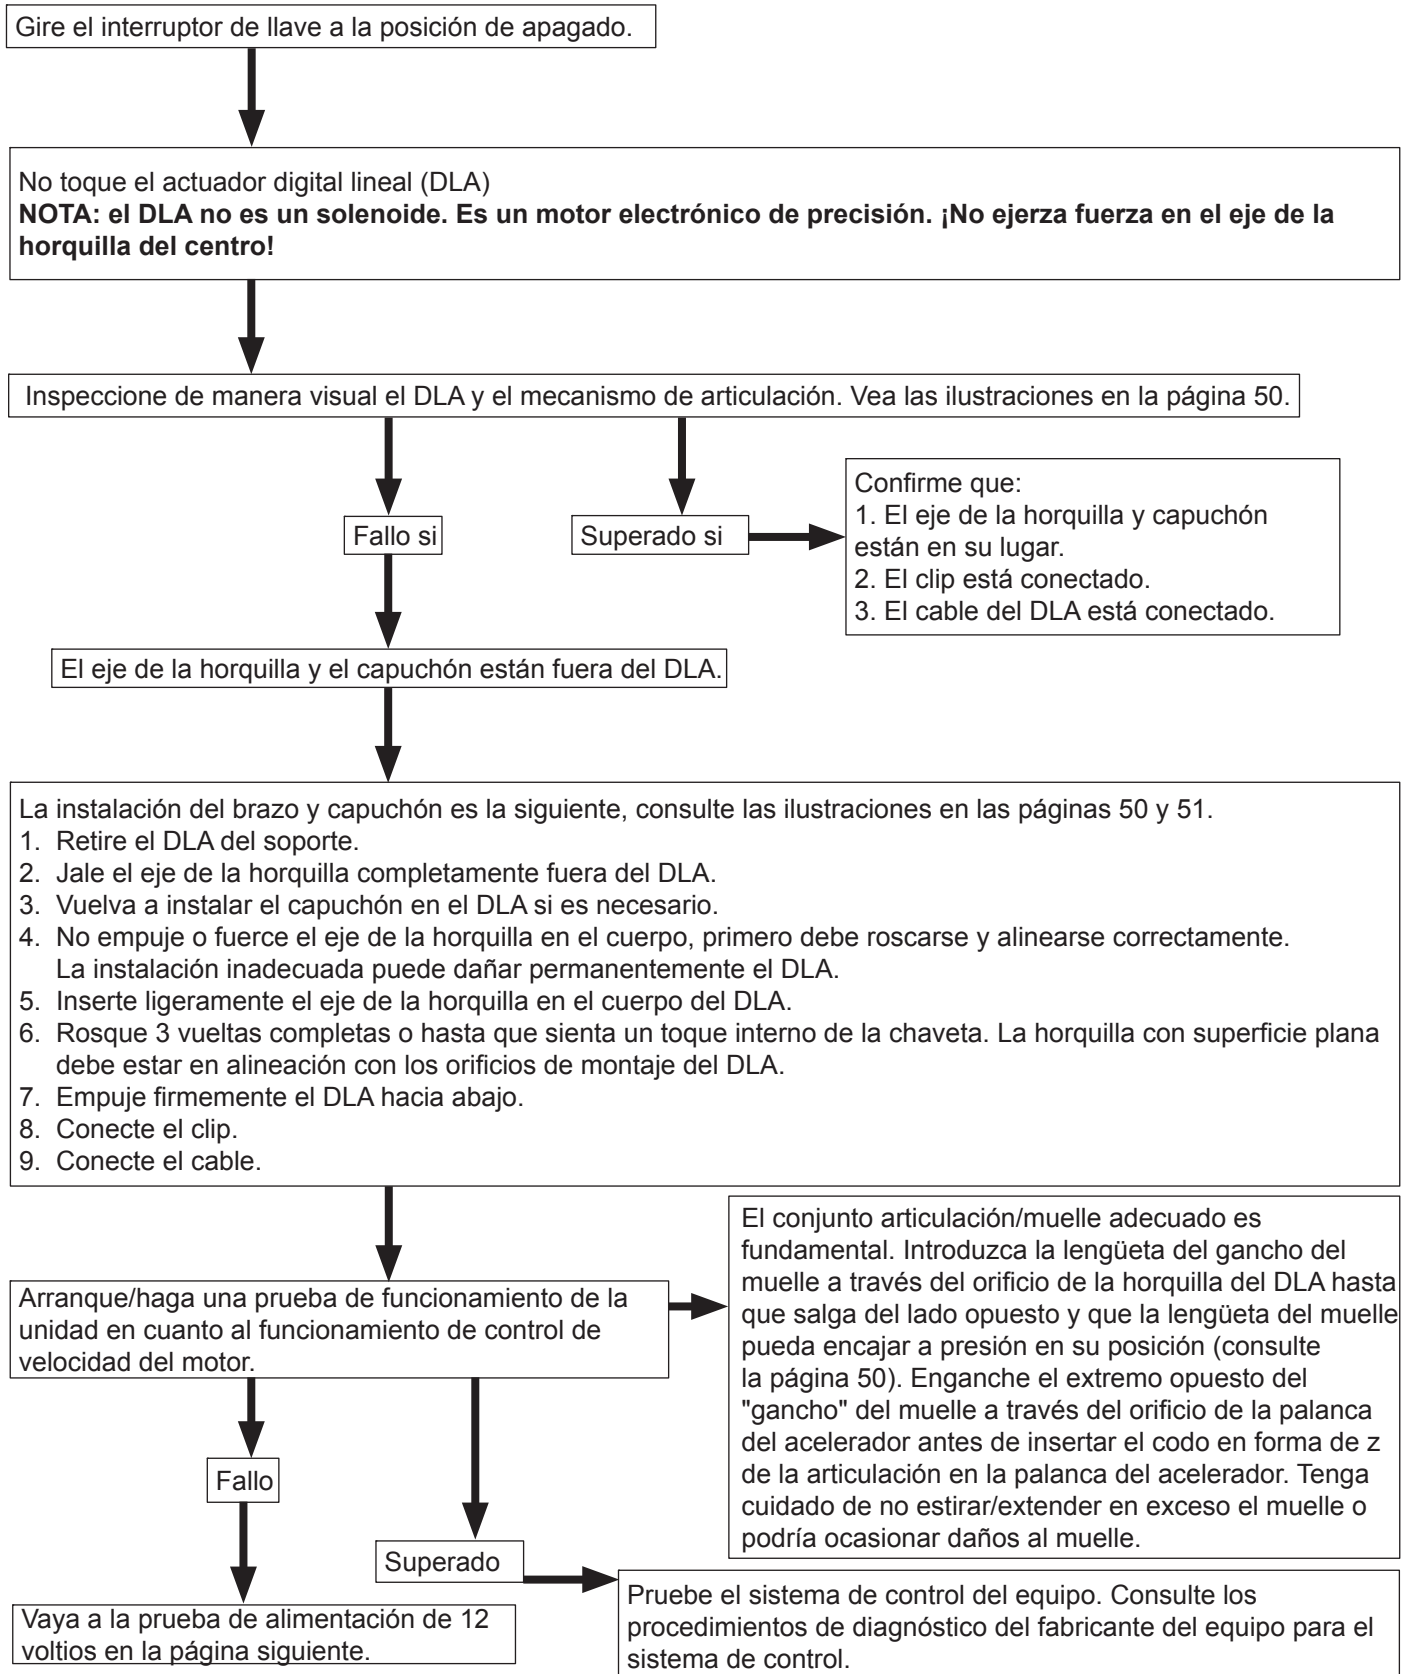 Gire el interruptor de llave a la posición de apagado.
No toque el actuador digital lineal (DLA)
NOTA: el DLA no es un solenoide. Es un motor electrónico de precisión. ¡No ejerza fuerza en el eje de la
horquilla del centro!
Inspeccione de manera visual el DLA y el mecanismo de articulación. Vea las ilustraciones en la página 50.
Fallo si
Superado si
Confirme que:
1. El eje de la horquilla y capuchón
están en su lugar.
2. El clip está conectado.
3. El cable del DLA está conectado.
El eje de la horquilla y el capuchón están fuera del DLA.
La instalación del brazo y capuchón es la siguiente, consulte las ilustraciones en las páginas 50 y 51.
1. Retire el DLA del soporte.
2. Jale el eje de la horquilla completamente fuera del DLA.
3. Vuelva a instalar el capuchón en el DLA si es necesario.
4. No empuje o fuerce el eje de la horquilla en el cuerpo, primero debe roscarse y alinearse correctamente.
La instalación inadecuada puede dañar permanentemente el DLA.
5. Inserte ligeramente el eje de la horquilla en el cuerpo del DLA.
6. Rosque 3 vueltas completas o hasta que sienta un toque interno de la chaveta. La horquilla con superficie plana
debe estar en alineación con los orificios de montaje del DLA.
7. Empuje firmemente el DLA hacia abajo.
8. Conecte el clip.
9. Conecte el cable.
Arranque/haga una prueba de funcionamiento de la
unidad en cuanto al funcionamiento de control de
velocidad del motor.
El conjunto articulación/muelle adecuado es
fundamental. Introduzca la lengüeta del gancho del
muelle a través del orificio de la horquilla del DLA hasta
que salga del lado opuesto y que la lengüeta del muelle
pueda encajar a presión en su posición (consulte
la página 50). Enganche el extremo opuesto del
"gancho" del muelle a través del orificio de la palanca
del acelerador antes de insertar el codo en forma de z
de la articulación en la palanca del acelerador. Tenga
cuidado de no estirar/extender en exceso el muelle o
podría ocasionar daños al muelle.
Fallo
Superado
Vaya a la prueba de alimentación de 12
voltios en la página siguiente.
Pruebe el sistema de control del equipo. Consulte los
procedimientos de diagnóstico del fabricante del equipo para el
sistema de control.